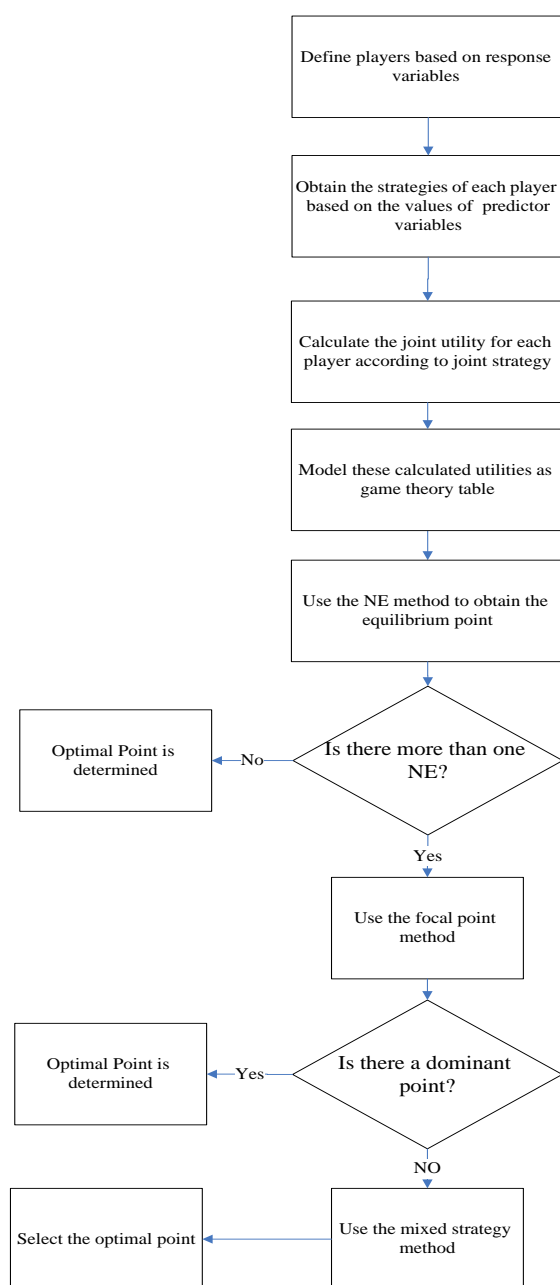 Define players based on response
variables
Obtain the strategies of each player
based on the values of predictor
variables
Calculate the joint utility for each
player according to joint strategy
Model these calculated utilities as
game theory table
Use the NE method to obtain the
equilibrium point
Is there more than one
NE?
No
Optimal Point is
determined
Yes
Use the focal point
method
Is there a dominant
point?
Yes
Optimal Point is
determined
NO
Use the mixed strategy
method
Select the optimal point